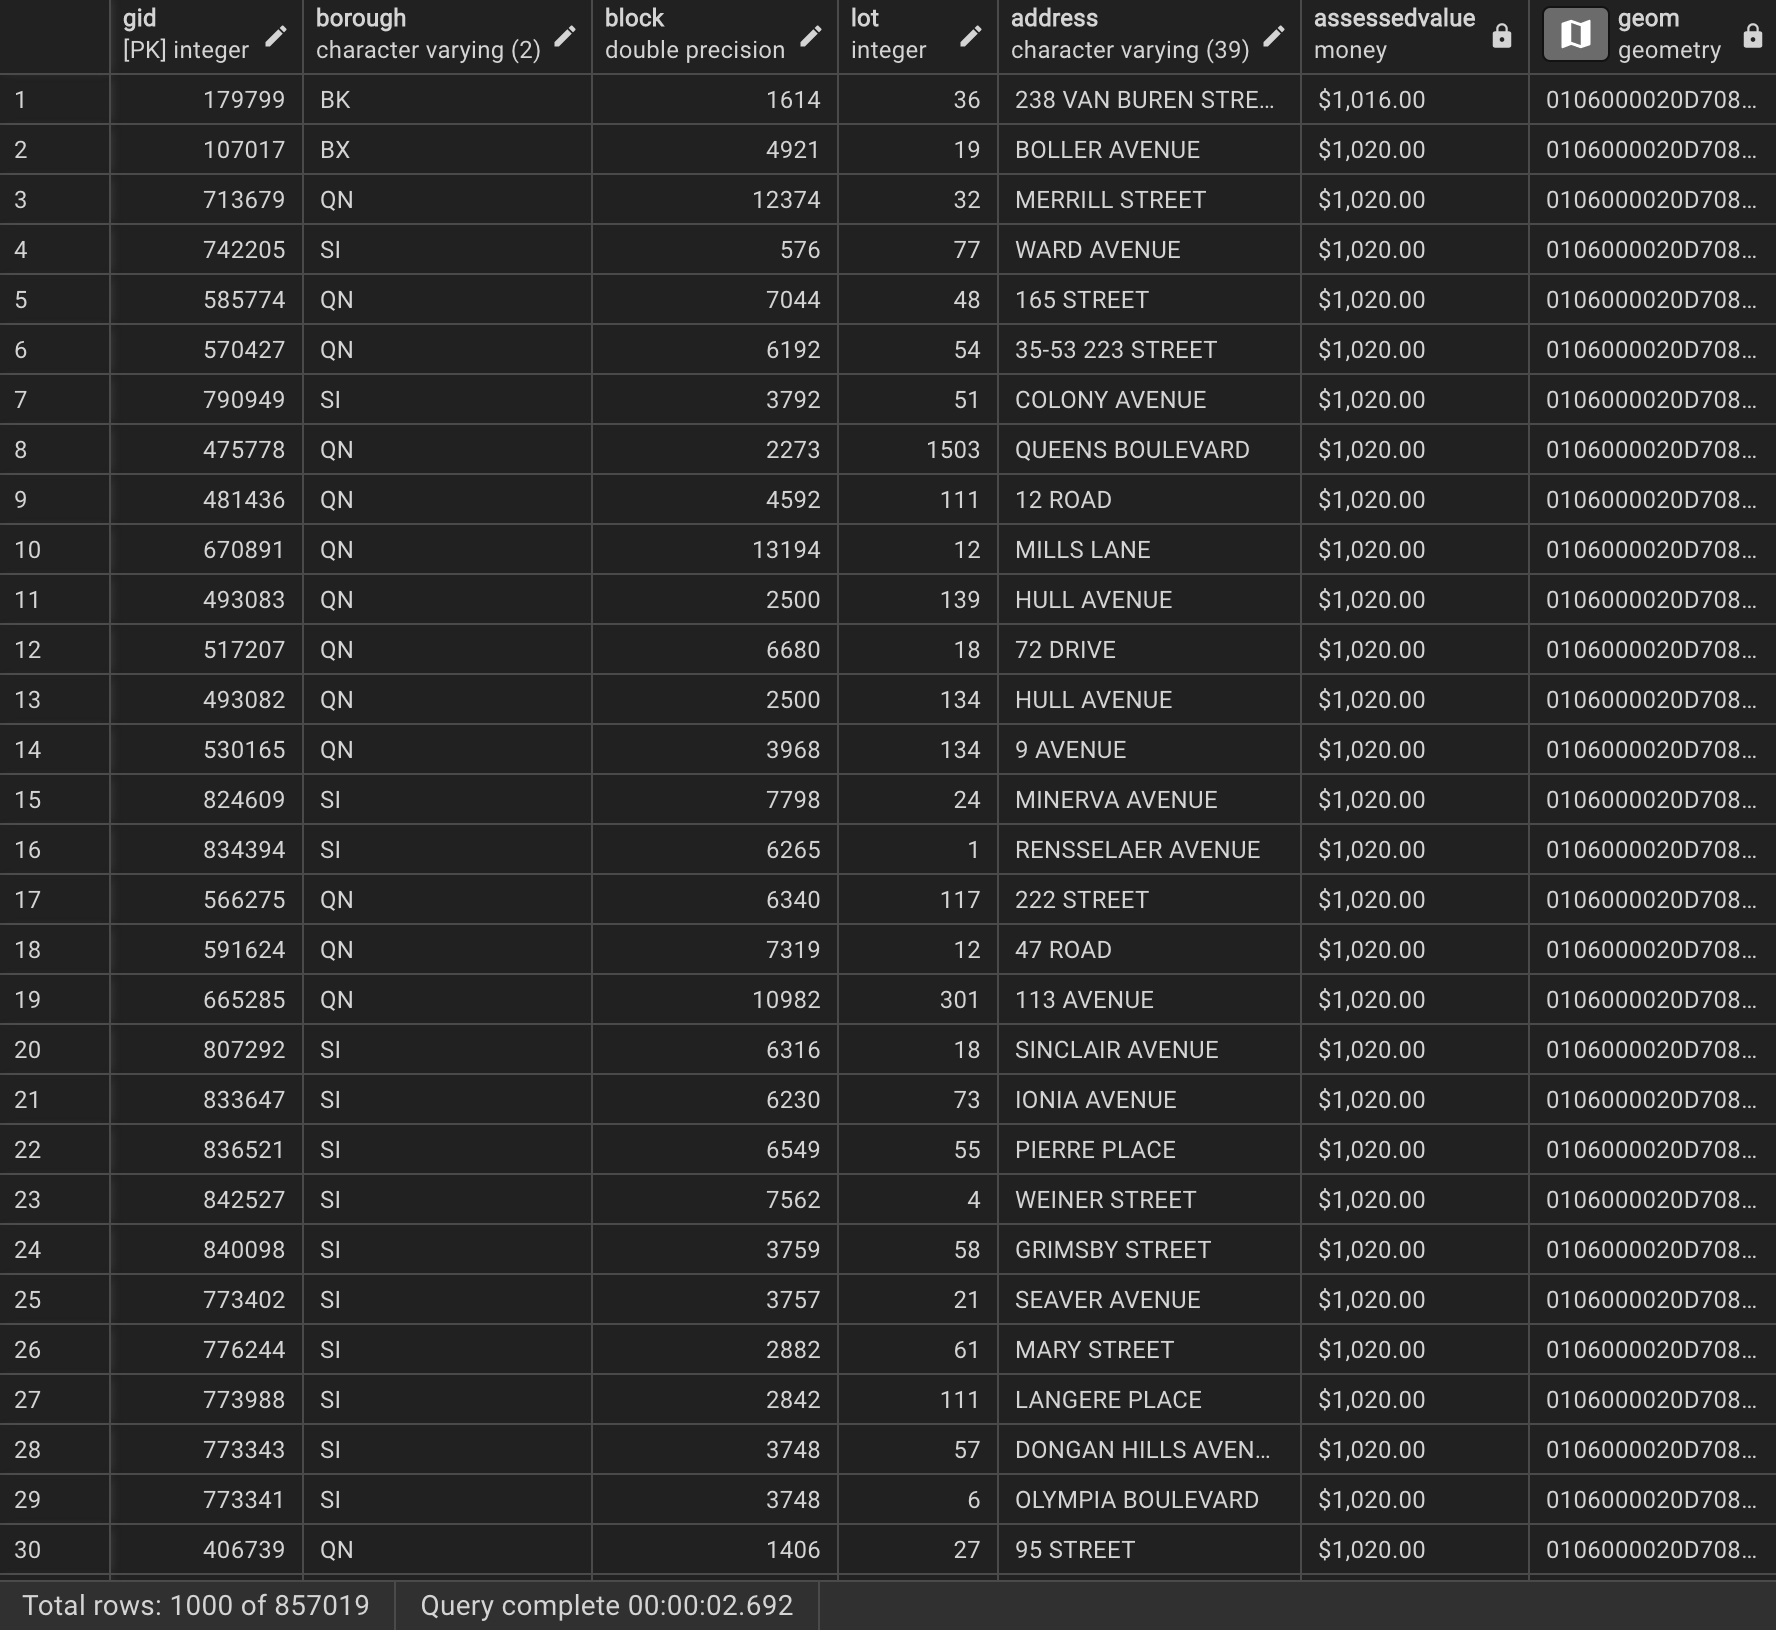 gid borough block lot address assessedvalue geom
[PK] integer character varying (2) double precision integer character varying (39) money geometry
1 179799 BK 1614 36 238 VAN BUREN STRE... $1,016.00 0106000020D708...
2 107017 BX 4921 19 BOLLER AVENUE $1,020.00 0106000020D708...
3 713679 QN 12374 32 MERRILL STREET $1,020.00 0106000020D708...
4 742205 SI 576 77 WARD AVENUE $1,020.00 0106000020D708...
5 585774 QN 7044 48 165 STREET $1,020.00 0106000020D708...
6 570427 QN 6192 54 35-53 223 STREET $1,020.00 0106000020D708...
7 790949 SI 3792 51 COLONY AVENUE $1,020.00 0106000020D708...
8 475778 QN 2273 1503 QUEENS BOULEVARD $1,020.00 0106000020D708...
9 481436 QN 4592 111 12 ROAD $1,020.00 0106000020D708...
10 670891 QN 13194 12 MILLS LANE $1,020.00 0106000020D708...
11 493083 QN 2500 139 HULL AVENUE $1,020.00 0106000020D708...
12 517207 QN 6680 18 72 DRIVE $1,020.00 0106000020D708...
13 493082 QN 2500 134 HULL AVENUE $1,020.00 0106000020D708...
14 530165 QN 3968 134 9 AVENUE $1,020.00 0106000020D708...
15 824609 SI 7798 24 MINERVA AVENUE $1,020.00 0106000020D708...
16 834394 SI 6265 1 RENSSELAER AVENUE $1,020.00 0106000020D708...
17 566275 QN 6340 117 222 STREET $1,020.00 0106000020D708...
18 591624 QN 7319 12 47 ROAD $1,020.00 0106000020D708...
19 665285 QN 10982 301 113 AVENUE $1,020.00 0106000020D708...
20 807292 SI 6316 18 SINCLAIR AVENUE $1,020.00 0106000020D708...
21 833647 SI 6230 73 IONIA AVENUE $1,020.00 0106000020D708...
22 836521 SI 6549 55 PIERRE PLACE $1,020.00 0106000020D708...
23 842527 SI 7562 4 WEINER STREET $1,020.00 0106000020D708...
24 840098 SI 3759 58 GRIMSBY STREET $1,020.00 0106000020D708...
25 773402 SI 3757 21 SEAVER AVENUE $1,020.00 0106000020D708...
26 776244 SI 2882 61 MARY STREET $1,020.00 0106000020D708...
27 773988 SI 2842 111 LANGERE PLACE $1,020.00 0106000020D708...
28 773343 SI 3748 57 DONGAN HILLS AVEN... $1,020.00 0106000020D708...
29 773341 SI 3748 6 OLYMPIA BOULEVARD $1,020.00 0106000020D708...
30 406739 QN 1406 27 95 STREET $1,020.00 0106000020D708...
Total rows: 1000 of 857019 Query complete 00:00:02.692